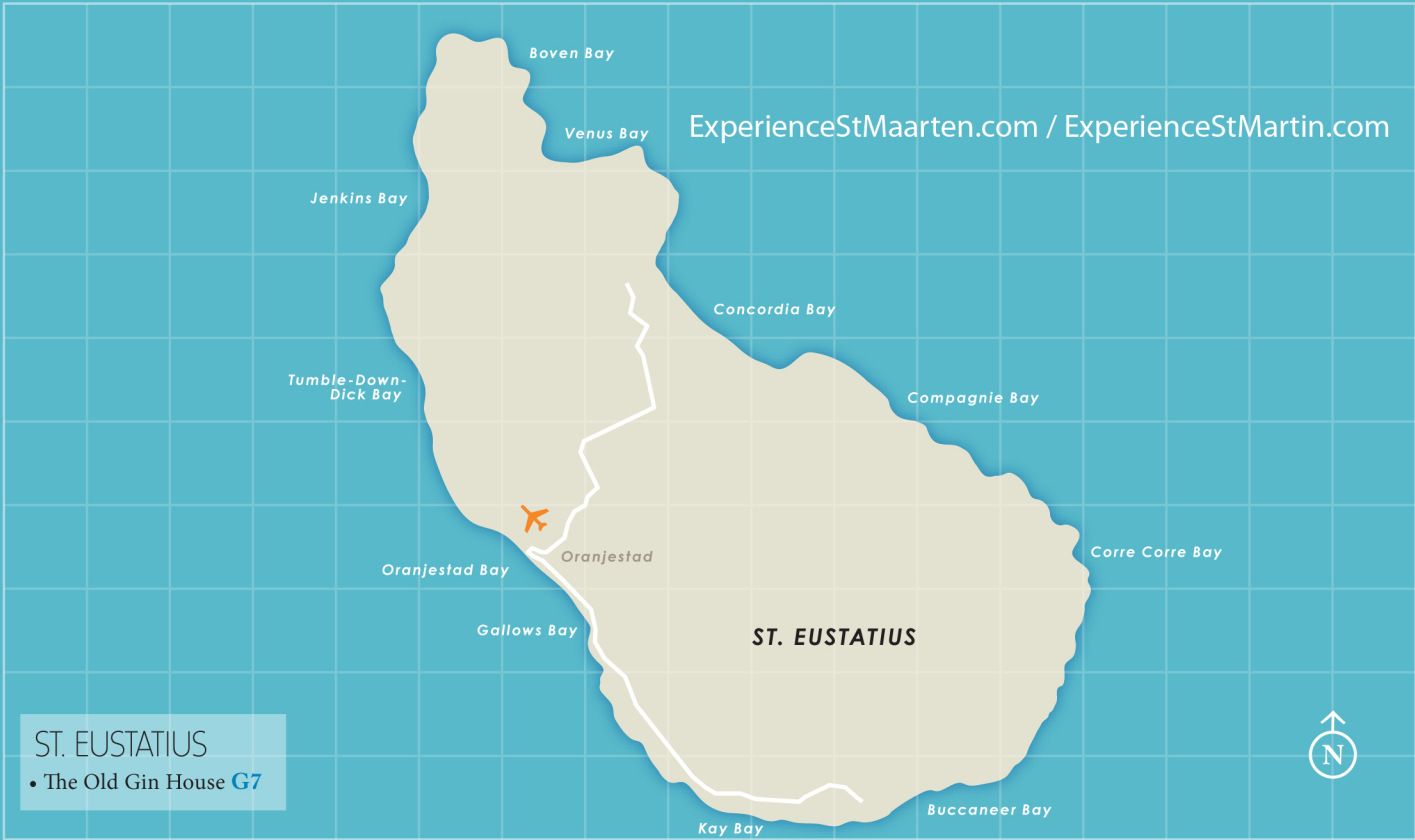 Boven Bay
ExperienceStMaarten.com / ExperienceStMartin.com
Venus Bay
Jenkins Bay
Concordia Bay
Tumble-Down-
Dick Bay
Compagnie Bay
Oranjestad
Corre Corre Bay
Oranjestad Bay
Gallows Bay
ST. EUSTATIUS
ST. EUSTATIUS
• The Old Gin House G7
N
Buccaneer Bay
Kay Bay